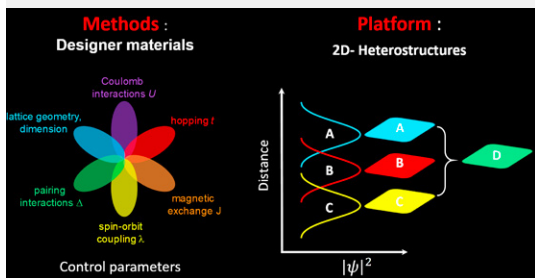 Methods :
Designer materials
Coulomb
interactions U
lattice geometry,
dimension
hopping t
pairing
interactions Δ
magnetic
exchange J
spin-orbit
coupling λ
Control parameters
Platform :
2D- Heterostructures
Distance
A
A
B
B
C
C
D
|ψ|²